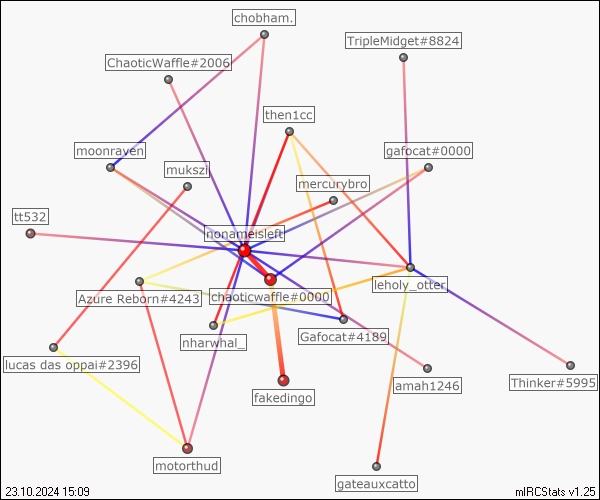 chobham.
TripleMidget#8824
ChaoticWaffle#2006
then1cc
moonraven
gafocat#0000
mukszi
mercurybro
tt532
nonameisleft
leholy_otter
Azure Reborn#4243
chaoticwaffle#0000
nharwhal_
Gafocat#4189
lucas das oppai#2396
amah1246
Thinker#5995
fakedingo
motorthud
gateauxcatto
23.10.2024 15:09
mIRCStats v1.25